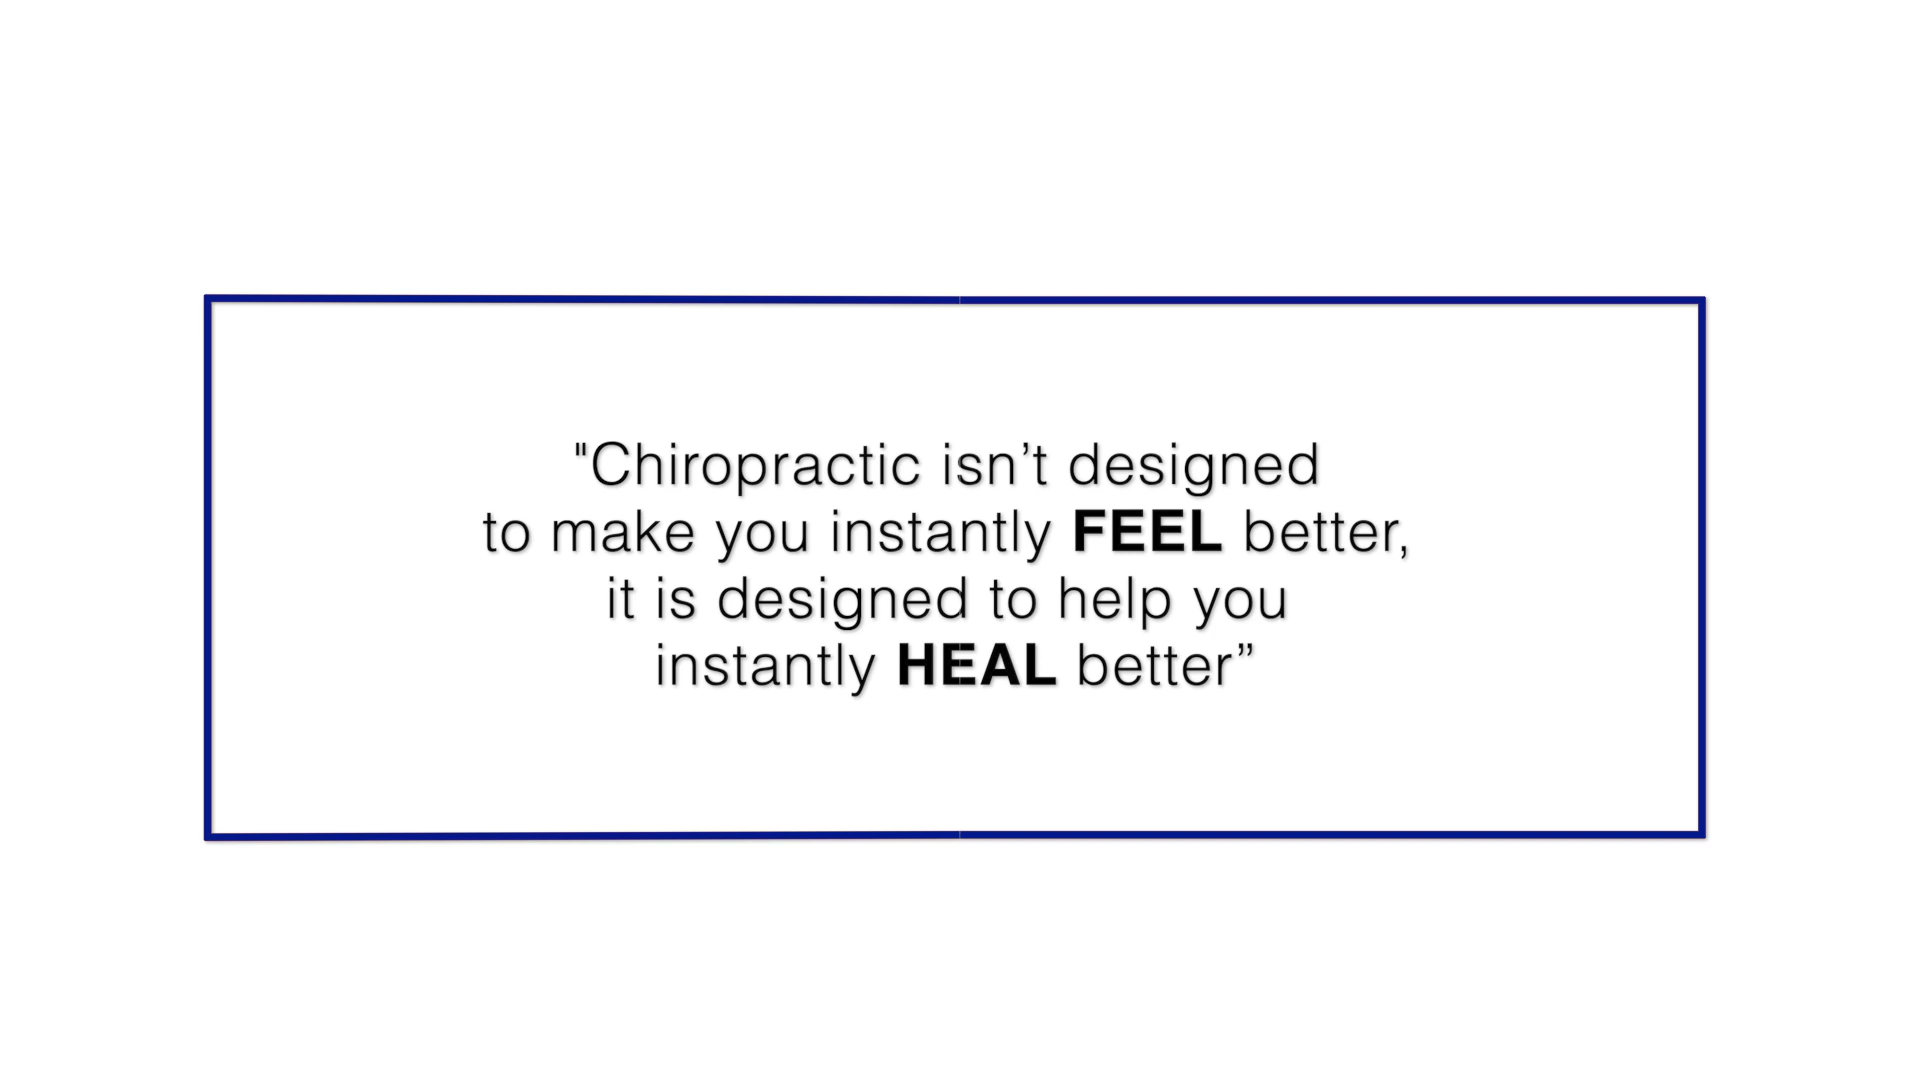 "Chiropractic isn’t designed
to make you instantly FEEL better,
it is designed to help you
instantly HEAL better”